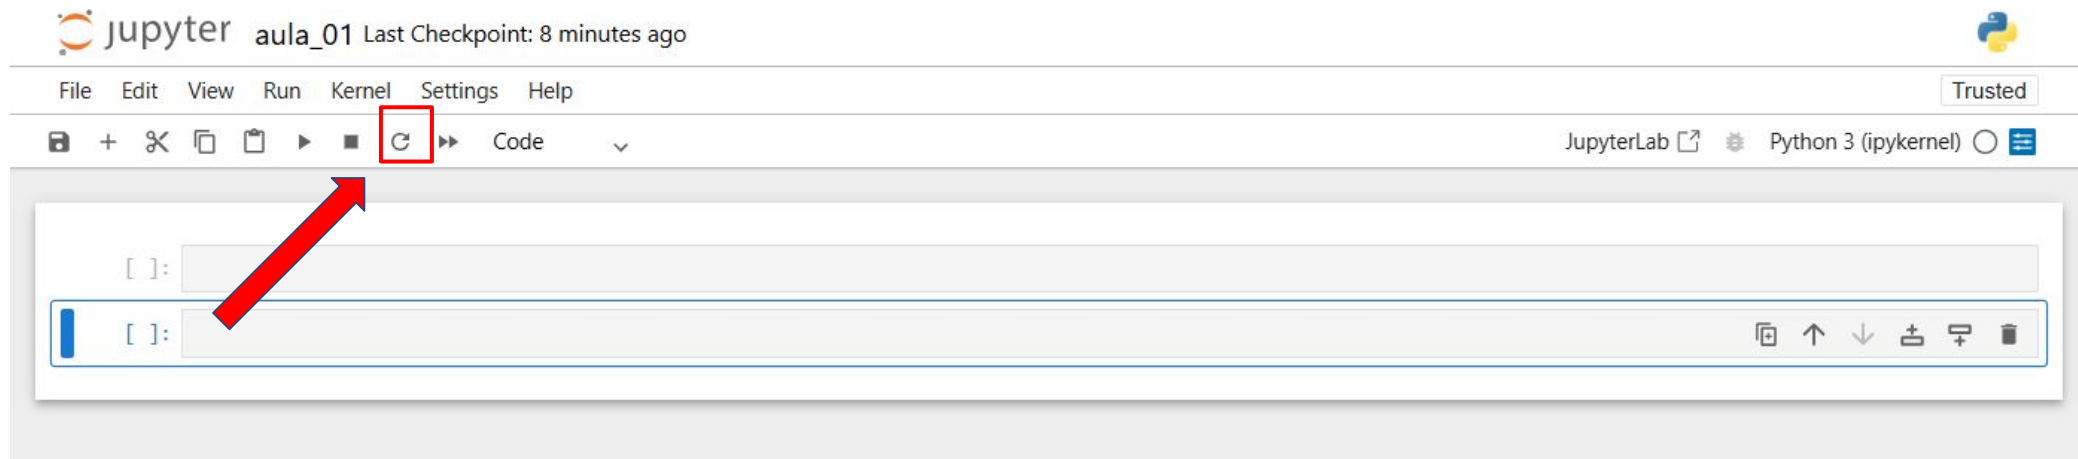 jupyter aula_01 Last Checkpoint: 8 minutes ago
File Edit View Run Kernel Settings Help Trusted
Code JupyterLab Python 3 (ipykernel)
[ ]:
[ ]: